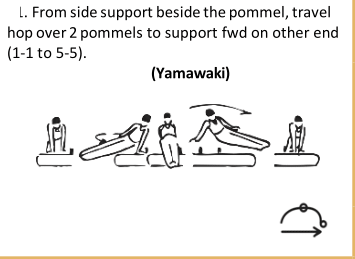 1. From side support beside the pommel, travel
hop over 2 pommels to support fwd on other end
(1-1 to 5-5).
(Yamawaki)